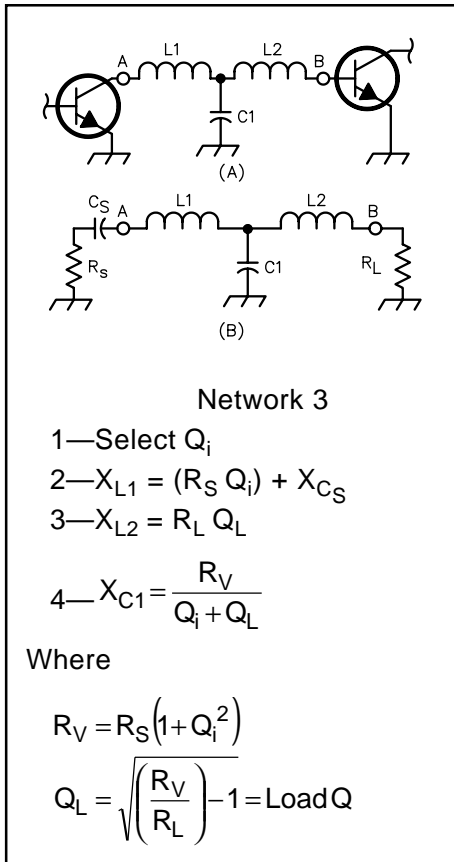 A L1 L2 B
C1
(A)
CS A L1 L2 B
Rs C1 RL
(B)
Network 3
1—Select Qi
2—XL1 = (RS Qi) + XCS
3—XL2 = RL QL
4—XC1 = RV / (Qi + QL)
Where
RV = RS(1+Qi²)
QL = √((RV/RL)−1) = Load Q